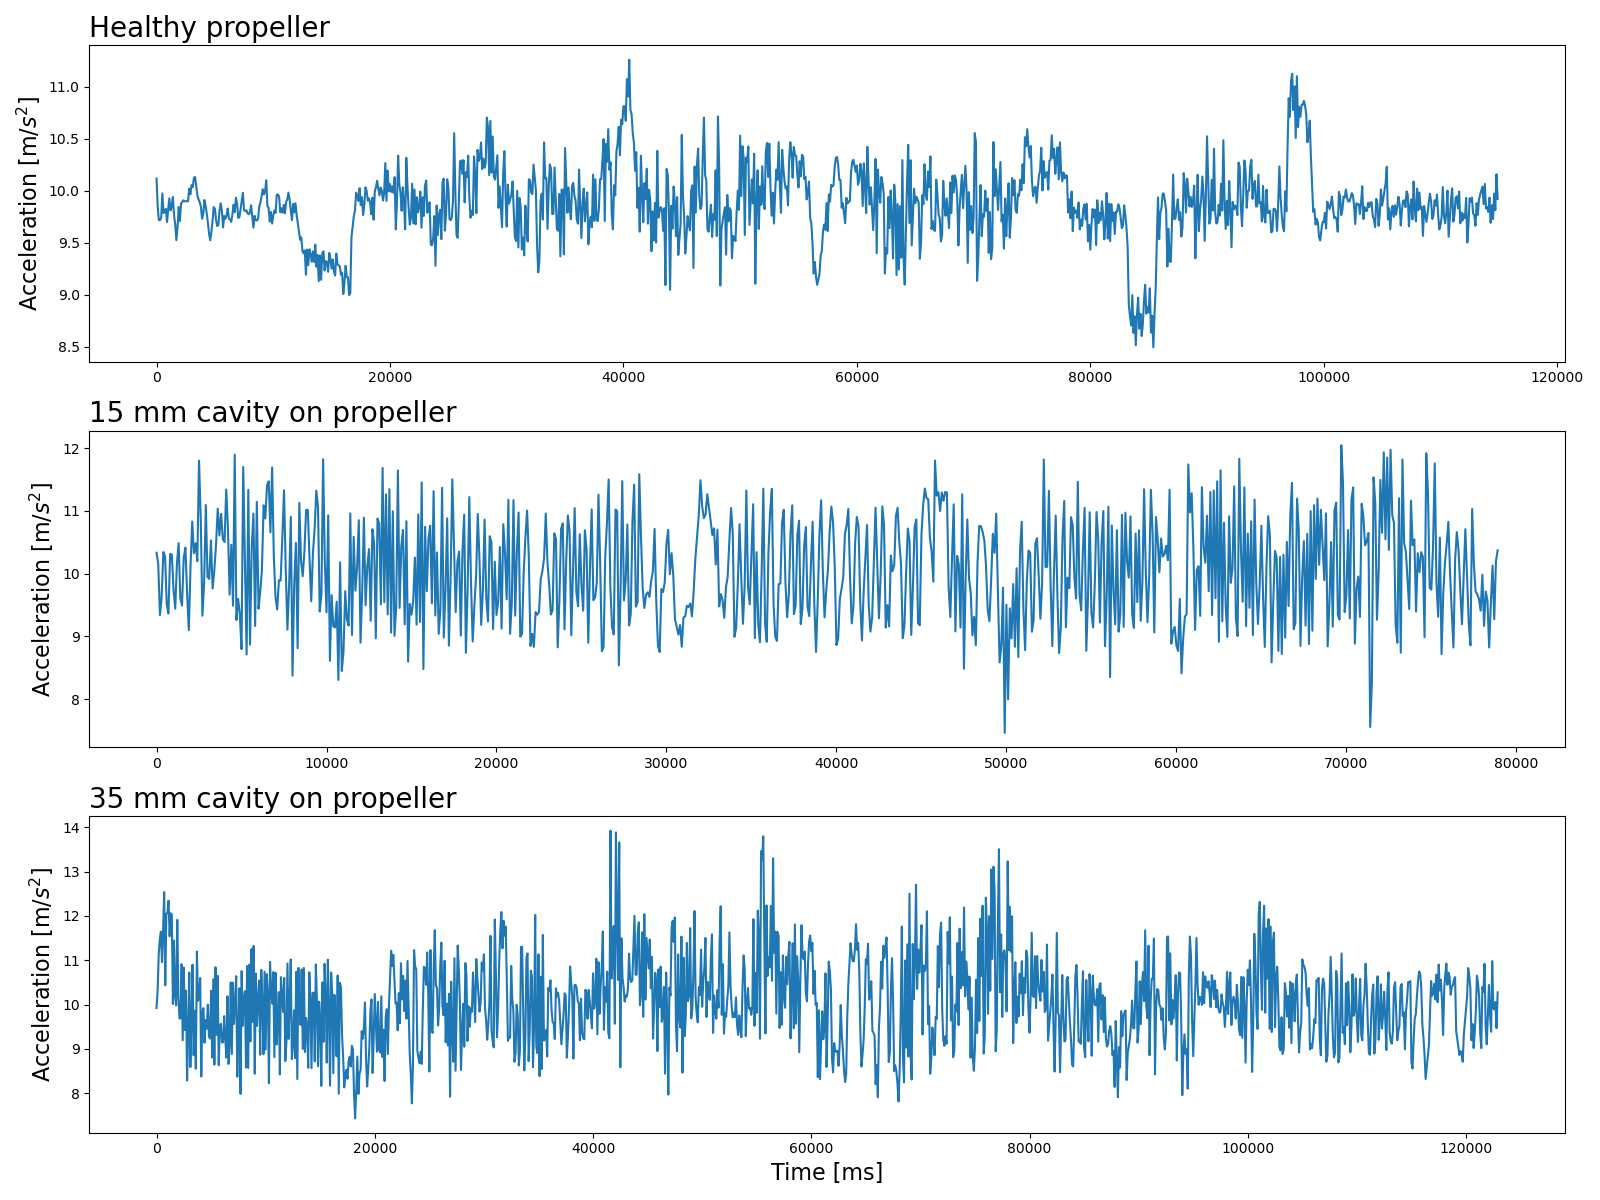 Healthy propeller
Acceleration [m/s²]
11.0
10.5
10.0
9.5
9.0
8.5
0 20000 40000 60000 80000 100000 120000
15 mm cavity on propeller
Acceleration [m/s²]
12
11
10
9
8
0 10000 20000 30000 40000 50000 60000 70000 80000
35 mm cavity on propeller
Acceleration [m/s²]
14
13
12
11
10
9
8
0 20000 40000 60000 80000 100000 120000
Time [ms]